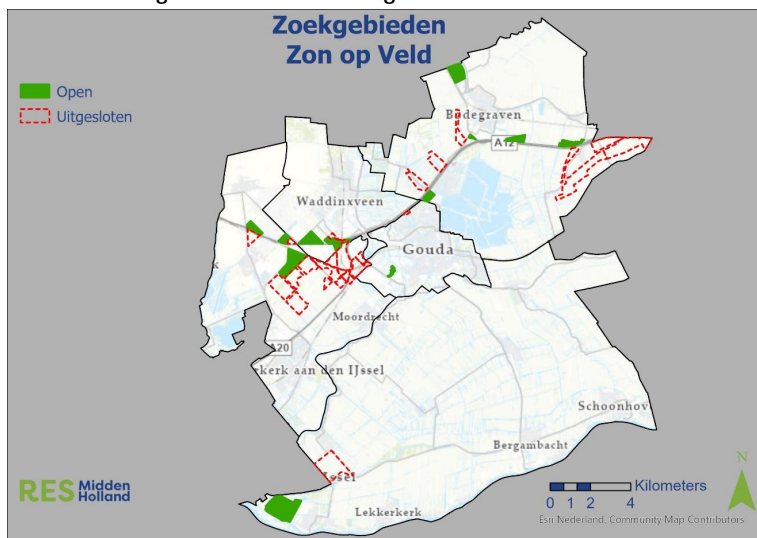 Zoekgebieden
Zon op Veld
Open
Uitgesloten
Bodegraven
A12
Waddinxveen
Gouda
k
Moordrecht
A20
kerk aan den IJssel
Schoonhov
Bergambacht
IJssel
Lekkerkerk
RES Midden
Holland
N
Kilometers
0 1 2 4
Esri Nederland, Community Map Contributors